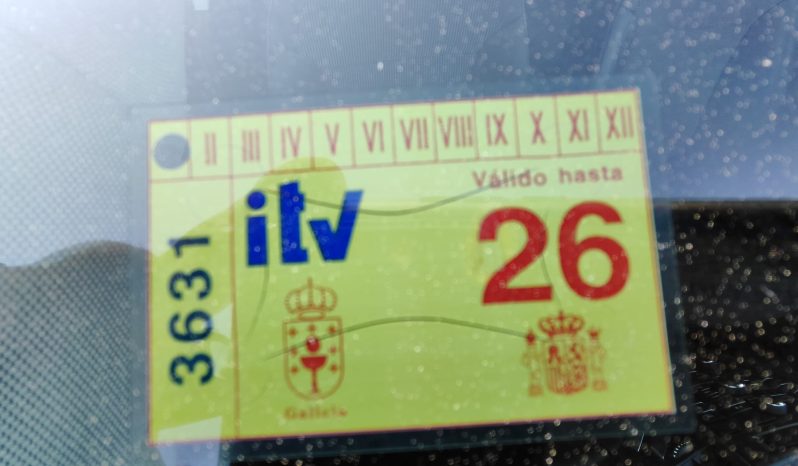 II III IV V VI VII VIII IX X XI XII
Válido hasta
itv
26
3631
Galicia